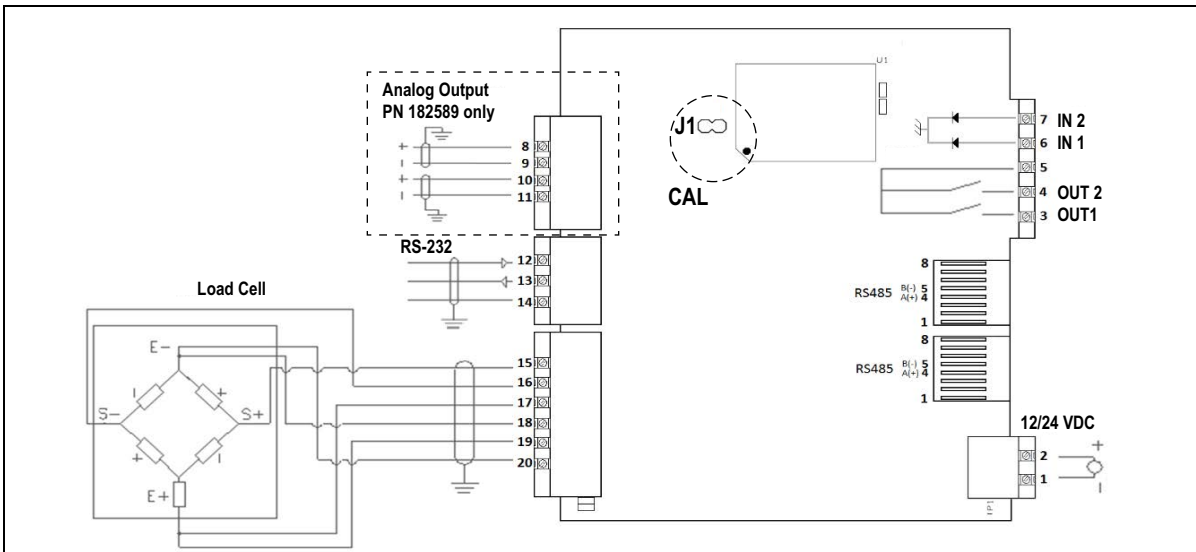 Analog Output
PN 182589 only
+
8
-
9
+
10
-
11
RS-232
12
13
14
Load Cell
E-
S-
S+
E+
-
+
+
-
15
16
17
18
19
20
U1
J1
CAL
7 IN 2
6 IN 1
5
4 OUT 2
3 OUT1
8
RS485 B(-) 5
A(+) 4
1
8
RS485 B(-) 5
A(+) 4
1
12/24 VDC
+
2
1
-
TP1